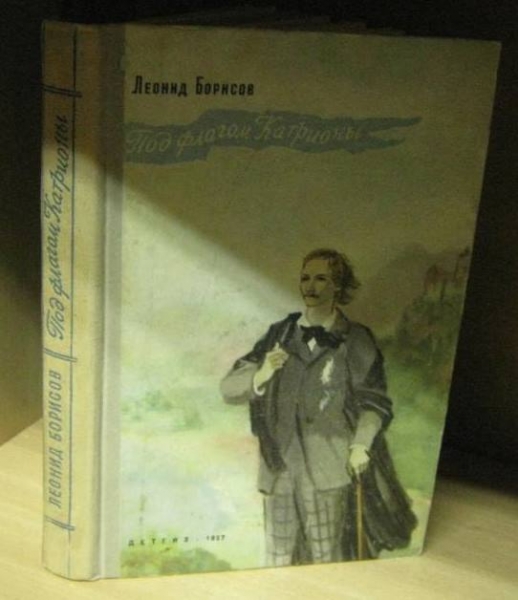 Леонид Борисов
Под флагом Катрионы
ДЕТГИЗ · 1957
ЛЕОНИД БОРИСОВ
Под флагом Катрионы